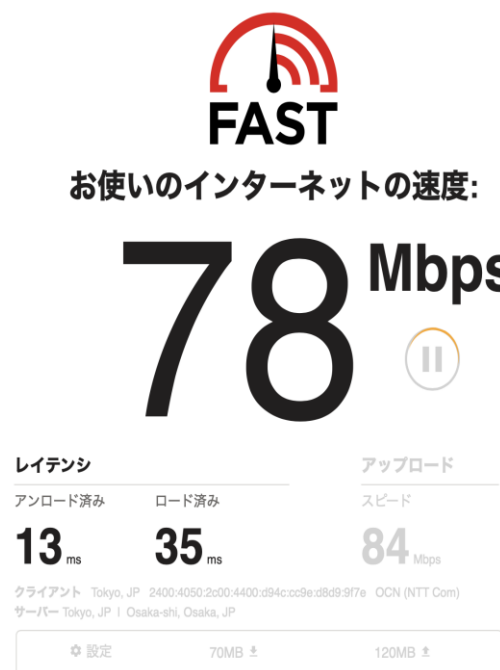 FAST
お使いのインターネットの速度:
78 Mbps
レイテンシ アップロード
アンロード済み ロード済み スピード
13 ms 35 ms 84 Mbps
クライアント Tokyo, JP 2400:4050:2c00:4400:d94c:cc9e:d8d9:9f7e OCN (NTT Com)
サーバー Tokyo, JP | Osaka-shi, Osaka, JP
設定 70MB 120MB